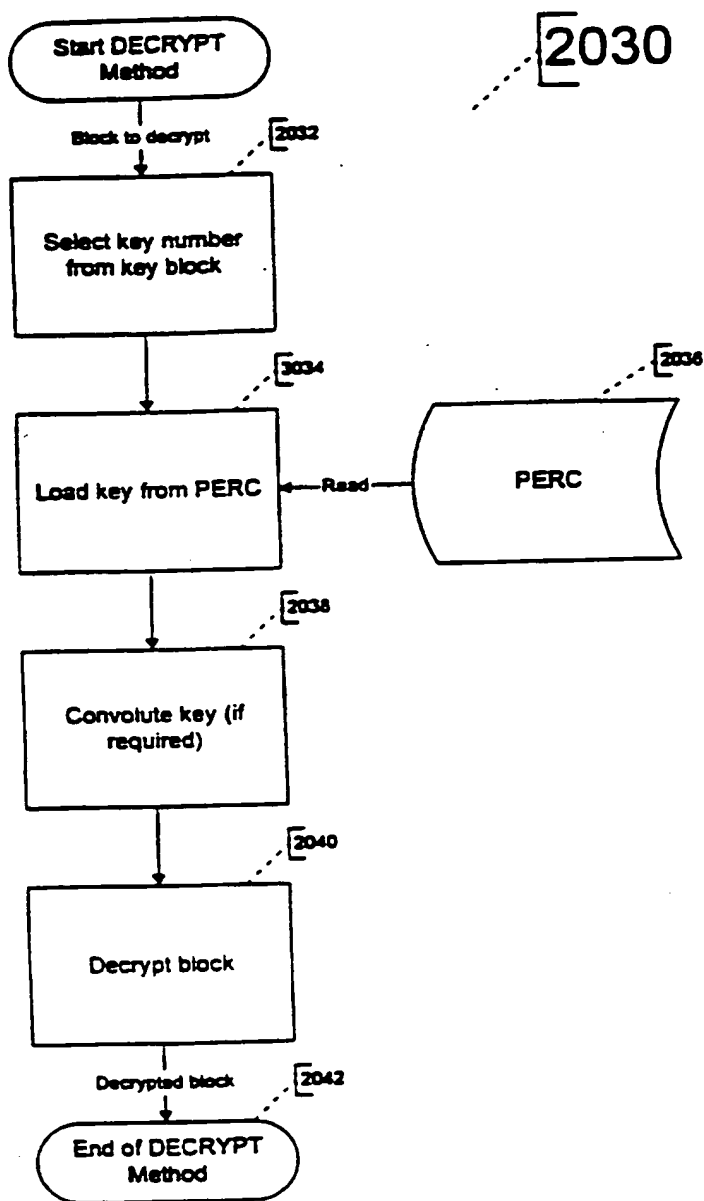 Start DECRYPT
Method
2030
Block to decrypt
2032
Select key number
from key block
3034
2036
Load key from PERC
Read
PERC
2038
Convolute key (if
required)
2040
Decrypt block
Decrypted block
2042
End of DECRYPT
Method